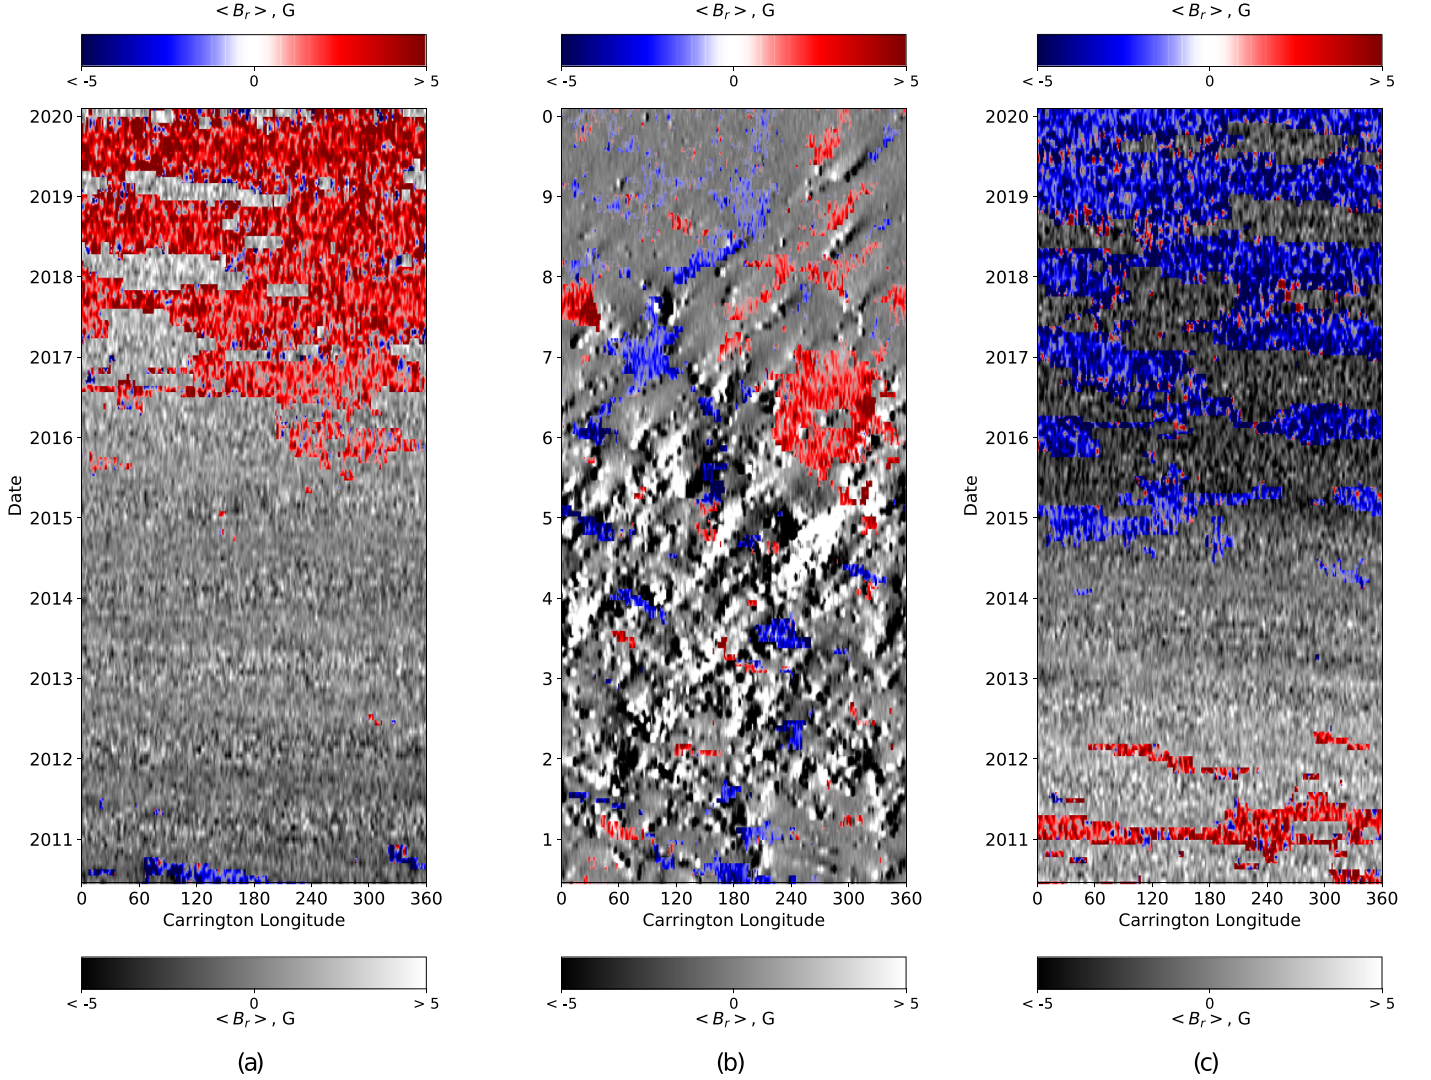 < B_r > , G
< B_r > , G
< B_r > , G
< -5 0 > 5
< -5 0 > 5
< -5 0 > 5
Date
2020
2019
2018
2017
2016
2015
2014
2013
2012
2011
0 60 120 180 240 300 360
Carrington Longitude
0
9
8
7
6
5
4
3
2
1
0 60 120 180 240 300 360
Carrington Longitude
Date
2020
2019
2018
2017
2016
2015
2014
2013
2012
2011
0 60 120 180 240 300 360
Carrington Longitude
< -5 0 > 5
< -5 0 > 5
< -5 0 > 5
< B_r > , G
< B_r > , G
< B_r > , G
(a)
(b)
(c)